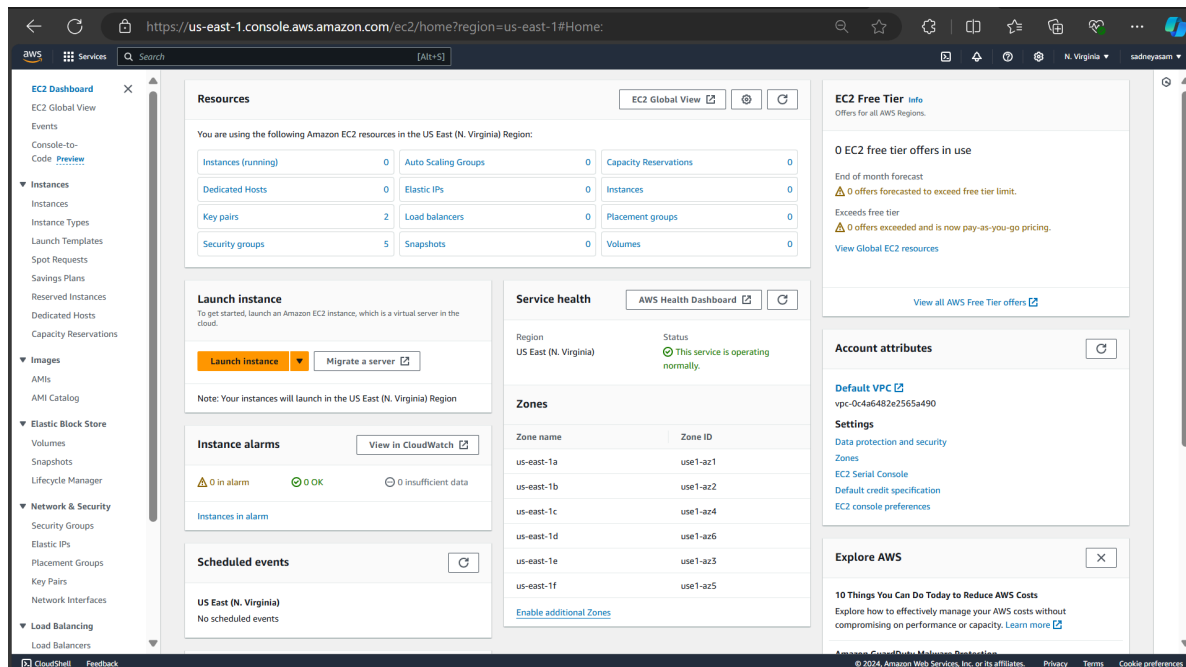 https://us-east-1.console.aws.amazon.com/ec2/home?region=us-east-1#Home:
aws Services Search [Alt+S] N. Virginia sadneyasam
EC2 Dashboard
EC2 Global View
Events
Console-to-
Code Preview
Instances
Instances
Instance Types
Launch Templates
Spot Requests
Savings Plans
Reserved Instances
Dedicated Hosts
Capacity Reservations
Images
AMIs
AMI Catalog
Elastic Block Store
Volumes
Snapshots
Lifecycle Manager
Network & Security
Security Groups
Elastic IPs
Placement Groups
Key Pairs
Network Interfaces
Load Balancing
Load Balancers
Resources
EC2 Global View
You are using the following Amazon EC2 resources in the US East (N. Virginia) Region:
Instances (running) 0 Auto Scaling Groups 0 Capacity Reservations 0
Dedicated Hosts 0 Elastic IPs 0 Instances 0
Key pairs 2 Load balancers 0 Placement groups 0
Security groups 5 Snapshots 0 Volumes 0
Launch instance
To get started, launch an Amazon EC2 instance, which is a virtual server in the
cloud.
Launch instance Migrate a server
Note: Your instances will launch in the US East (N. Virginia) Region
Instance alarms View in CloudWatch
0 in alarm 0 OK 0 insufficient data
Instances in alarm
Scheduled events
US East (N. Virginia)
No scheduled events
Service health AWS Health Dashboard
Region Status
US East (N. Virginia) This service is operating
normally.
Zones
Zone name Zone ID
us-east-1a use1-az1
us-east-1b use1-az2
us-east-1c use1-az4
us-east-1d use1-az6
us-east-1e use1-az3
us-east-1f use1-az5
Enable additional Zones
EC2 Free Tier Info
Offers for all AWS Regions.
0 EC2 free tier offers in use
End of month forecast
0 offers forecasted to exceed free tier limit.
Exceeds free tier
0 offers exceeded and is now pay-as-you-go pricing.
View Global EC2 resources
View all AWS Free Tier offers
Account attributes
Default VPC
vpc-0c4a6482e2565a490
Settings
Data protection and security
Zones
EC2 Serial Console
Default credit specification
EC2 console preferences
Explore AWS
10 Things You Can Do Today to Reduce AWS Costs
Explore how to effectively manage your AWS costs without
compromising on performance or capacity. Learn more
Amazon GuardDuty Malware Protection
CloudShell Feedback © 2024, Amazon Web Services, Inc. or its affiliates. Privacy Terms Cookie preferences